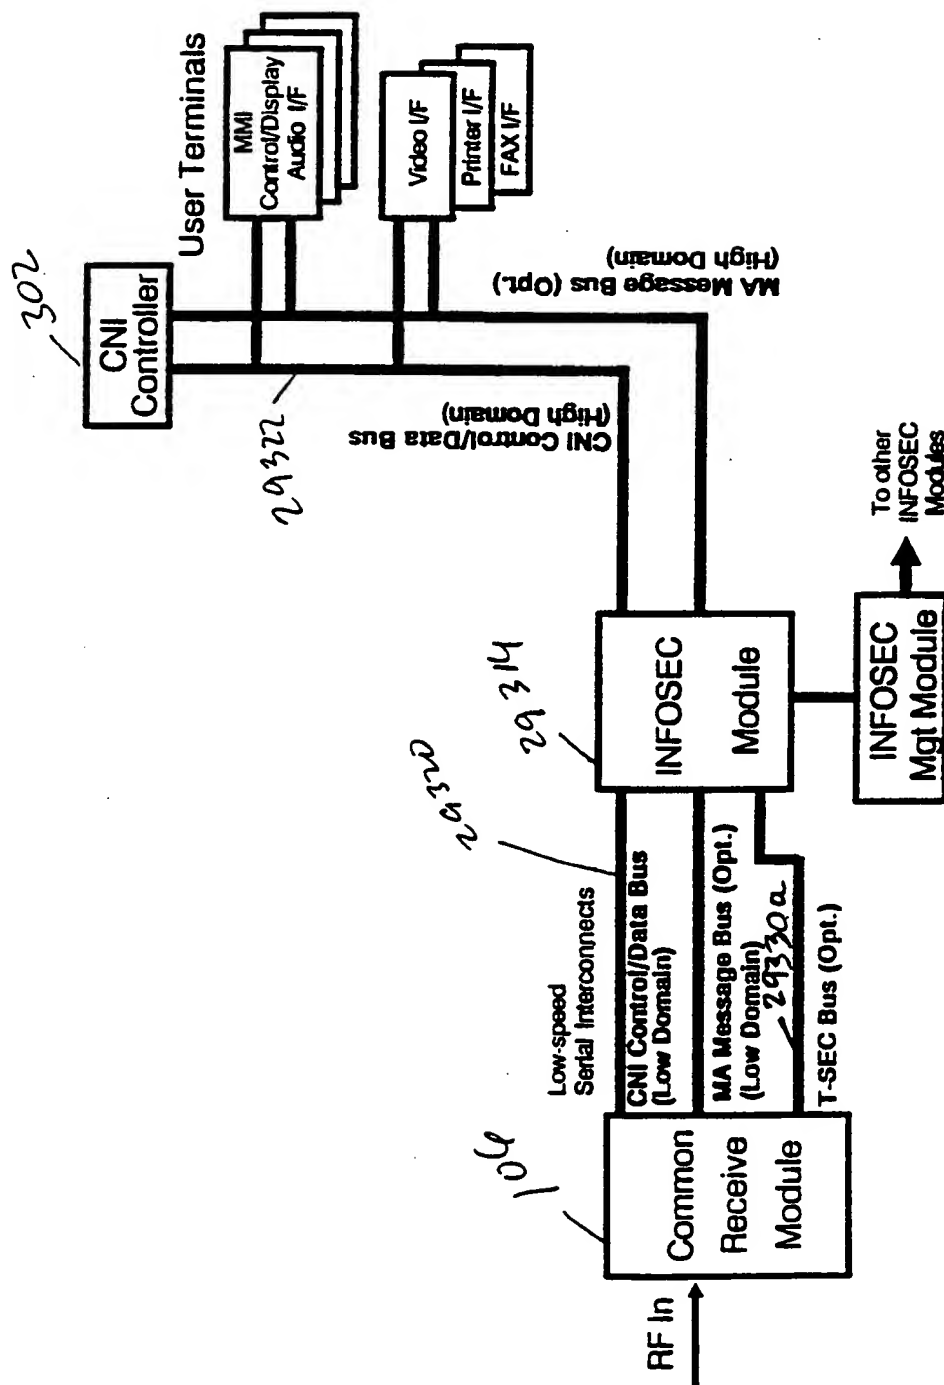 302
CNI
Controller
User Terminals
MMI
Control/Display
Audio I/F
Video I/F
Printer I/F
FAX I/F
29322
CNI Control/Data Bus
(High Domain)
MA Message Bus (Opt.)
(High Domain)
29314
INFOSEC
Module
INFOSEC
Mgt Module
To other
INFOSEC
Modules
29320
Low-speed
Serial Interconnects
CNI Control/Data Bus
(Low Domain)
MA Message Bus (Opt.)
(Low Domain)
29330a
T-SEC Bus (Opt.)
106
Common
Receive
Module
RF In